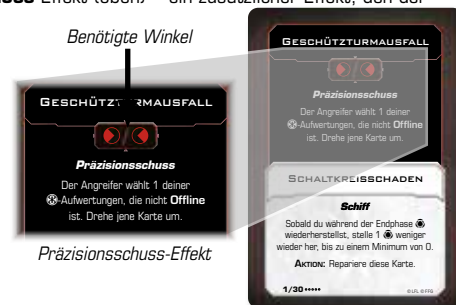 Effekt (oben) – ein zusätzlicher Effekt, den der
Benötigte Winkel
GESCHÜTZTURMAUSFALL
Präzisionsschuss
Der Angreifer wählt 1 deiner
-Aufwertungen, die nicht Offline
ist. Drehe jene Karte um.
Präzisionsschuss-Effekt
GESCHÜTZTURMAUSFALL
Präzisionsschuss
Der Angreifer wählt 1 deiner
-Aufwertungen, die nicht Offline
ist. Drehe jene Karte um.
SCHALTKREISSCHADEN
Schiff
Sobald du während der Endphase
wiederherstellst, stelle 1 weniger
wieder her, bis zu einem Minimum von 0.
AKTION: Repariere diese Karte.
1/30 •••••
©LFL ©FFG